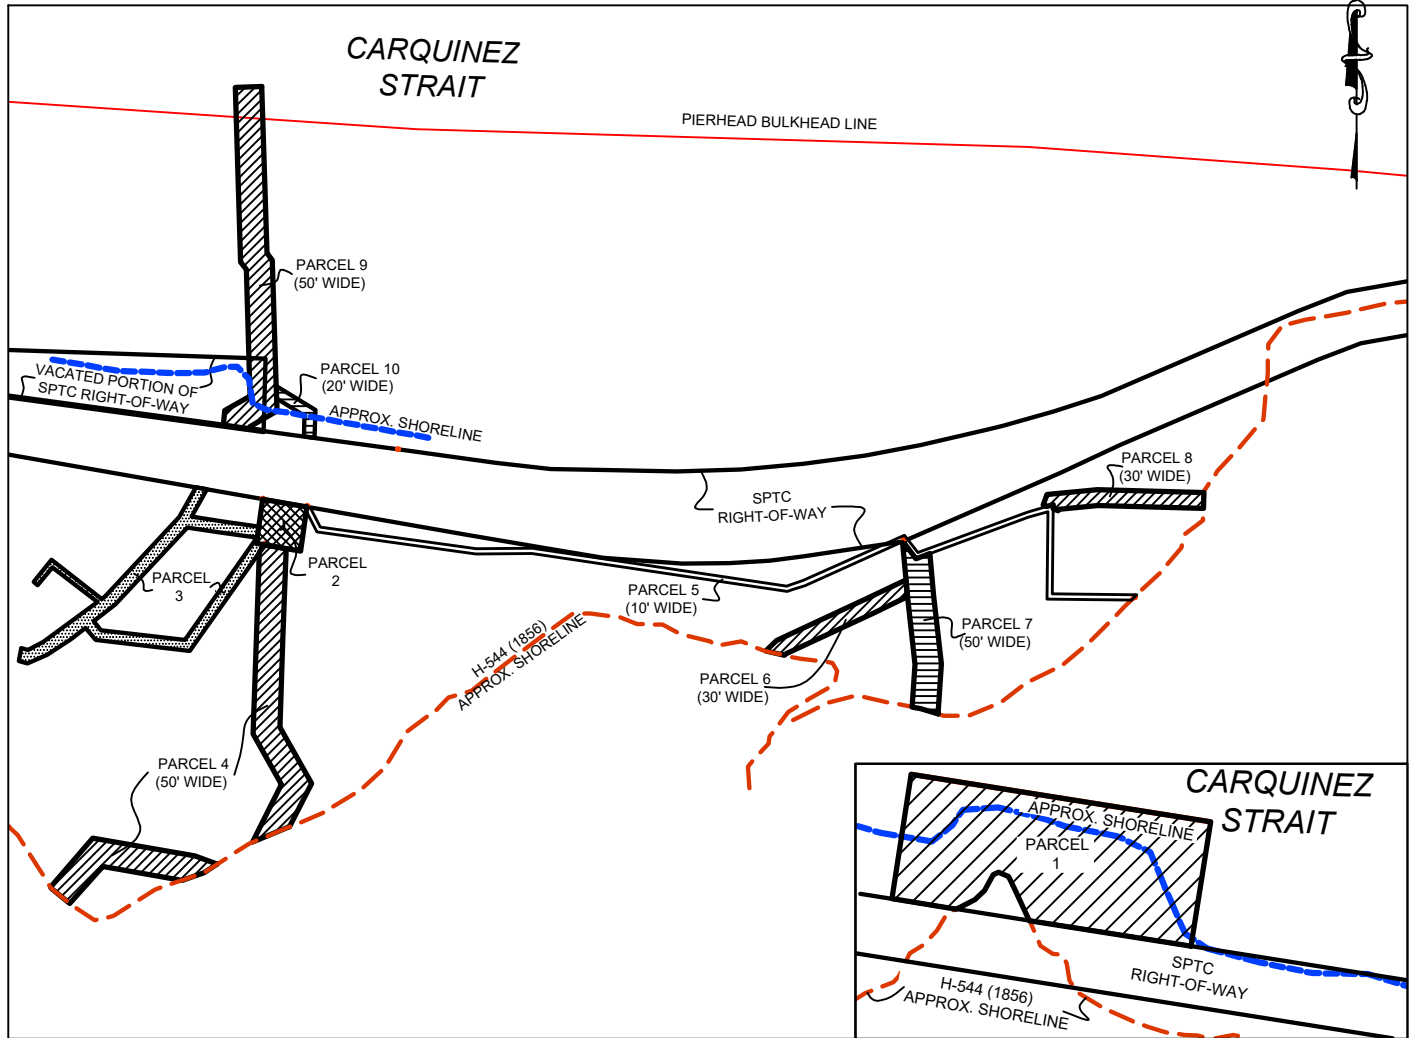 CARQUINEZ
STRAIT
PIERHEAD BULKHEAD LINE
PARCEL 9
(50' WIDE)
PARCEL 10
(20' WIDE)
VACATED PORTION OF
SPTC RIGHT-OF-WAY
APPROX. SHORELINE
PARCEL 8
(30' WIDE)
SPTC
RIGHT-OF-WAY
PARCEL
2
PARCEL
3
PARCEL 5
(10' WIDE)
PARCEL 7
(50' WIDE)
H-544 (1856)
APPROX. SHORELINE
PARCEL 6
(30' WIDE)
PARCEL 4
(50' WIDE)
CARQUINEZ
STRAIT
APPROX. SHORELINE
PARCEL
1
SPTC
RIGHT-OF-WAY
H-544 (1856)
APPROX. SHORELINE